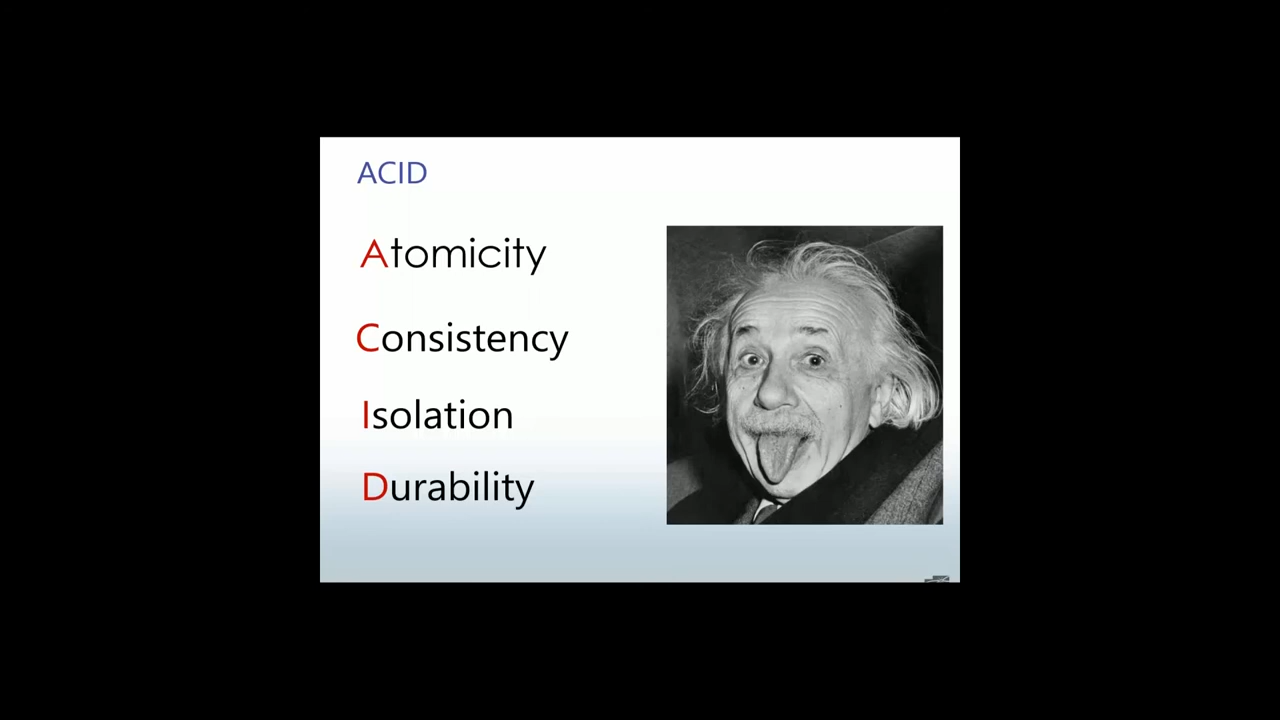 ACID
Atomicity
Consistency
Isolation
Durability